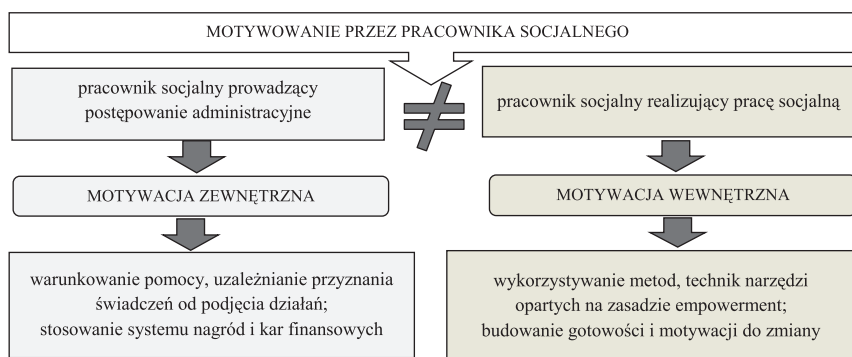 MOTYWOWANIE PRZEZ PRACOWNIKA SOCJALNEGO
pracownik socjalny prowadzący
postępowanie administracyjne
≠
pracownik socjalny realizujący pracę socjalną
MOTYWACJA ZEWNĘTRZNA
MOTYWACJA WEWNĘTRZNA
warunkowanie pomocy, uzależnianie przyznania
świadczeń od podjęcia działań;
stosowanie systemu nagród i kar finansowych
wykorzystywanie metod, technik narzędzi
opartych na zasadzie empowerment;
budowanie gotowości i motywacji do zmiany